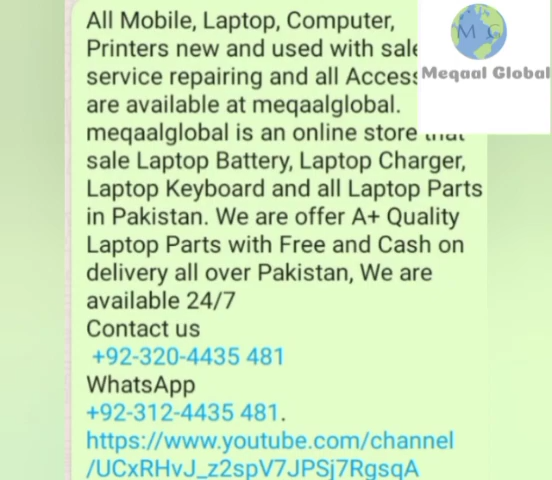 All Mobile, Laptop, Computer,
Printers new and used with sale
service repairing and all Access
are available at meqaalglobal.
meqaalglobal is an online store that
sale Laptop Battery, Laptop Charger,
Laptop Keyboard and all Laptop Parts
in Pakistan. We are offer A+ Quality
Laptop Parts with Free and Cash on
delivery all over Pakistan, We are
available 24/7
Contact us
+92-320-4435 481
WhatsApp
+92-312-4435 481.
https://www.youtube.com/channel
/UCxRHvJ_z2spV7JPSj7RgsqA
M G
Meqaal Global